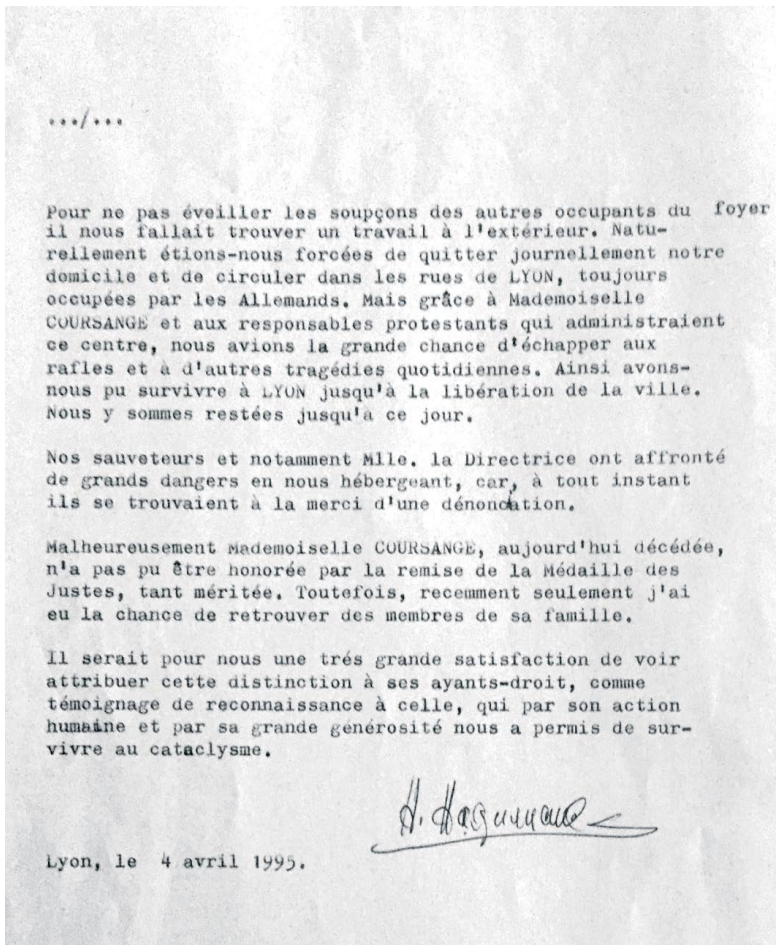 .../...
Pour ne pas éveiller les soupçons des autres occupants du foyer
il nous fallait trouver un travail à l'extérieur. Natu-
rellement étions-nous forcées de quitter journellement notre
domicile et de circuler dans les rues de LYON, toujours
occupées par les Allemands. Mais grâce à Mademoiselle
COURSANGE et aux responsables protestants qui administraient
ce centre, nous avions la grande chance d'échapper aux
rafles et à d'autres tragédies quotidiennes. Ainsi avons-
nous pu survivre à LYON jusqu'à la libération de la ville.
Nous y sommes restées jusqu'à ce jour.
Nos sauveteurs et notamment Mlle. la Directrice ont affronté
de grands dangers en nous hébergeant, car, à tout instant
ils se trouvaient à la merci d'une dénonciation.
Malheureusement Mademoiselle COURSANGE, aujourd'hui décédée,
n'a pas pu être honorée par la remise de la Médaille des
Justes, tant méritée. Toutefois, recemment seulement j'ai
eu la chance de retrouver des membres de sa famille.
Il serait pour nous une trés grande satisfaction de voir
attribuer cette distinction à ses ayants-droit, comme
témoignage de reconnaissance à celle, qui par son action
humaine et par sa grande générosité nous a permis de sur-
vivre au cataclysme.
H.
Lyon, le 4 avril 1995.